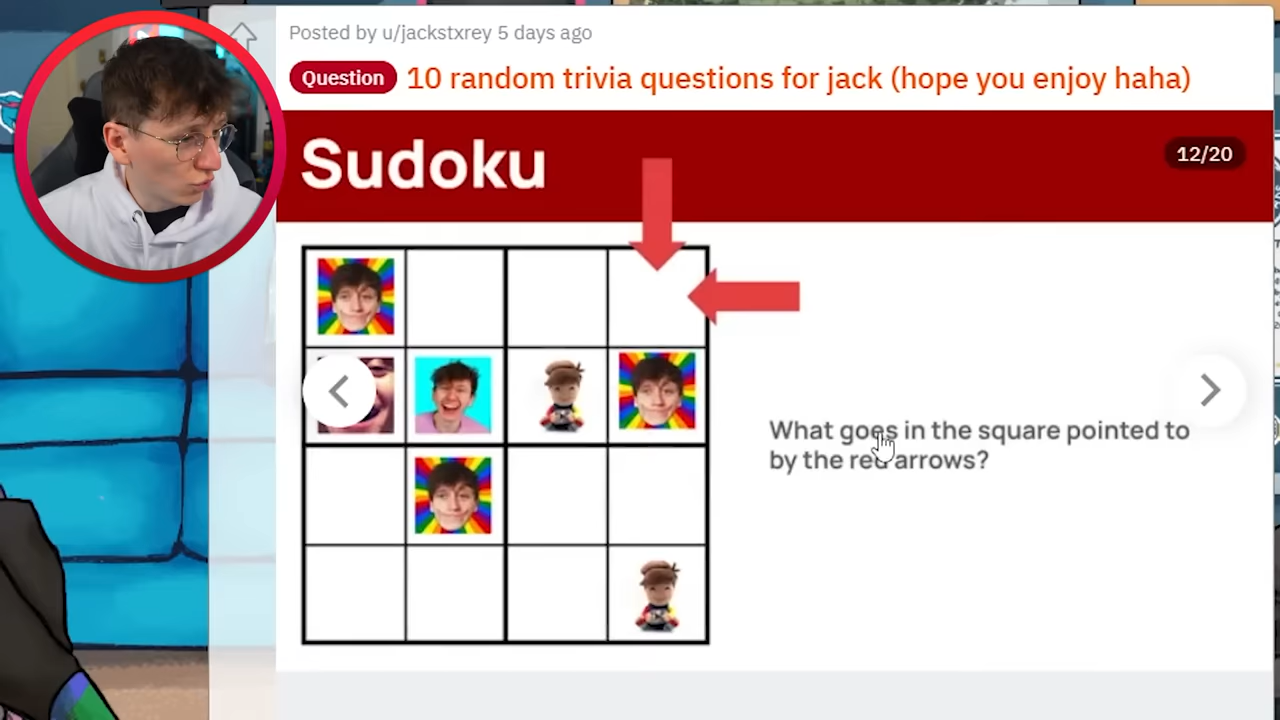 Posted by u/jackstxrey 5 days ago
Question 10 random trivia questions for jack (hope you enjoy haha)
Sudoku
12/20
What goes in the square pointed to
by the red arrows?